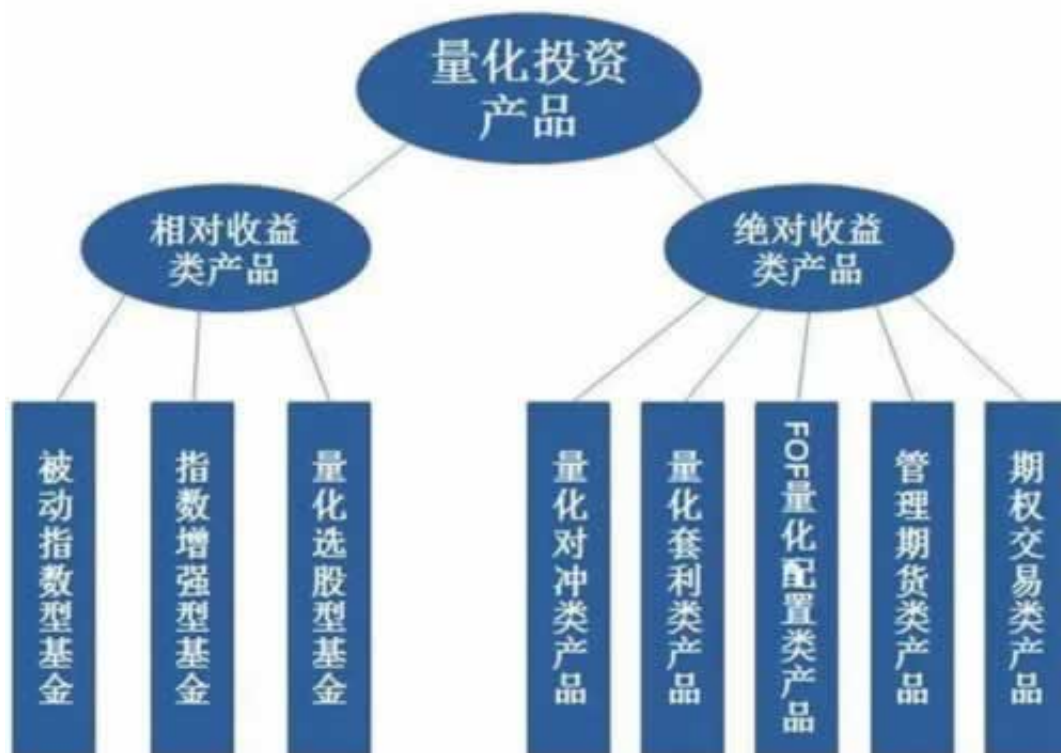 量化投资
产品
相对收益
类产品
绝对收益
类产品
被动指数型基金
指数增强型基金
量化选股型基金
量化对冲类产品
量化套利类产品
FOF量化配置类产品
管理期货类产品
期权交易类产品